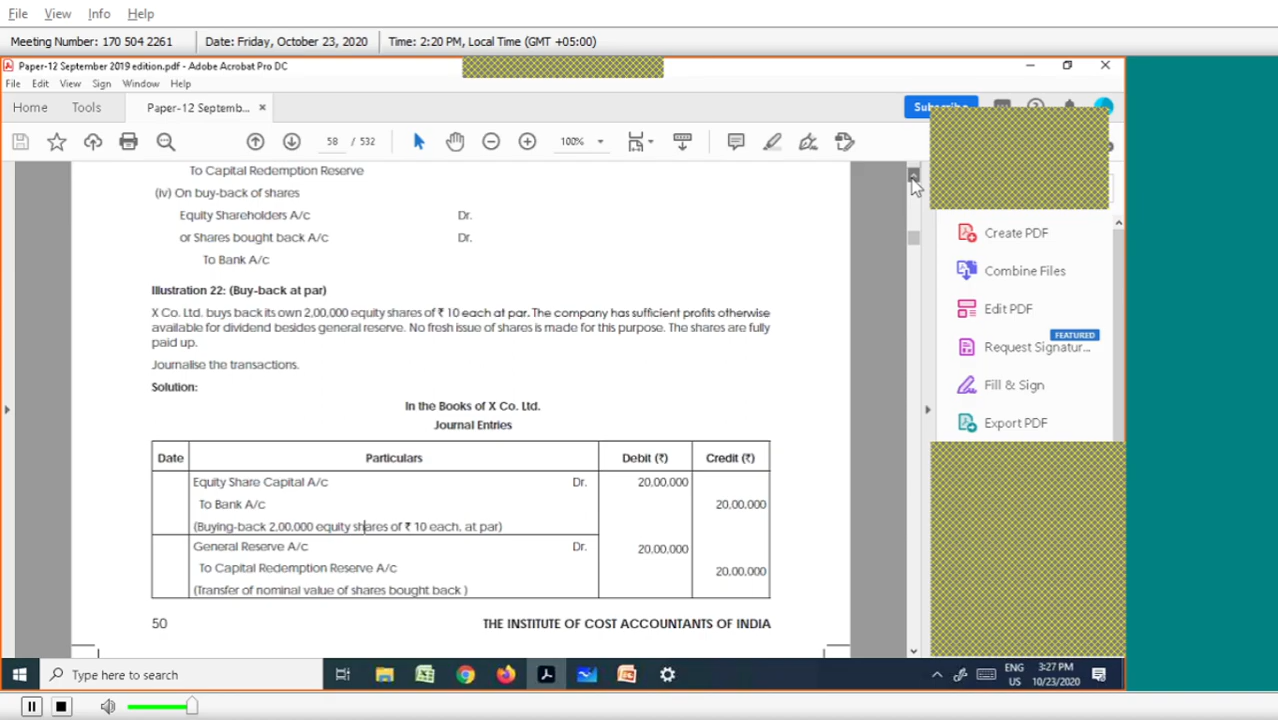 File View Info Help
Meeting Number: 170 504 2261 Date: Friday, October 23, 2020 Time: 2:20 PM, Local Time (GMT +05:00)
Paper-12 September 2019 edition.pdf - Adobe Acrobat Pro DC
File Edit View Sign Window Help
Home Tools Paper-12 Septemb... ×
58 / 532 100%
To Capital Redemption Reserve
(iv) On buy-back of shares
Equity Shareholders A/c Dr.
or Shares bought back A/c Dr.
To Bank A/c
Illustration 22: (Buy-back at par)
X Co. Ltd. buys back its own 2,00,000 equity shares of ₹ 10 each at par. The company has sufficient profits otherwise
available for dividend besides general reserve. No fresh issue of shares is made for this purpose. The shares are fully
paid up.
Journalise the transactions.
Solution:
In the Books of X Co. Ltd.
Journal Entries
Date Particulars Debit (₹) Credit (₹)
Equity Share Capital A/c Dr. 20,00,000
To Bank A/c 20,00,000
(Buying-back 2,00,000 equity shares of ₹ 10 each, at par)
General Reserve A/c Dr. 20,00,000
To Capital Redemption Reserve A/c 20,00,000
(Transfer of nominal value of shares bought back )
50 THE INSTITUTE OF COST ACCOUNTANTS OF INDIA
Create PDF
Combine Files
Edit PDF
FEATURED
Request Signatur...
Fill & Sign
Export PDF
Type here to search
ENG
US
3:27 PM
10/23/2020